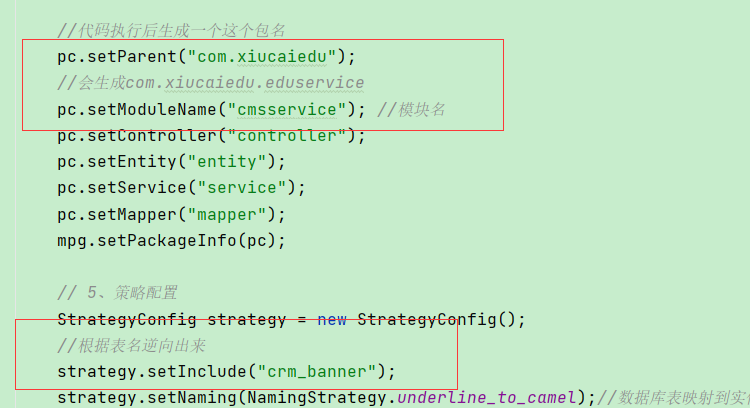 //代码执行后生成一个这个包名
pc.setParent("com.xiucaiedu");
//会生成com.xiucaiedu.eduservice
pc.setModuleName("cmsservice"); //模块名
pc.setController("controller");
pc.setEntity("entity");
pc.setService("service");
pc.setMapper("mapper");
mpg.setPackageInfo(pc);
// 5、策略配置
StrategyConfig strategy = new StrategyConfig();
//根据表名逆向出来
strategy.setInclude("crm_banner");
strategy.setNaming(NamingStrategy.underline_to_camel);//数据库表映射到实